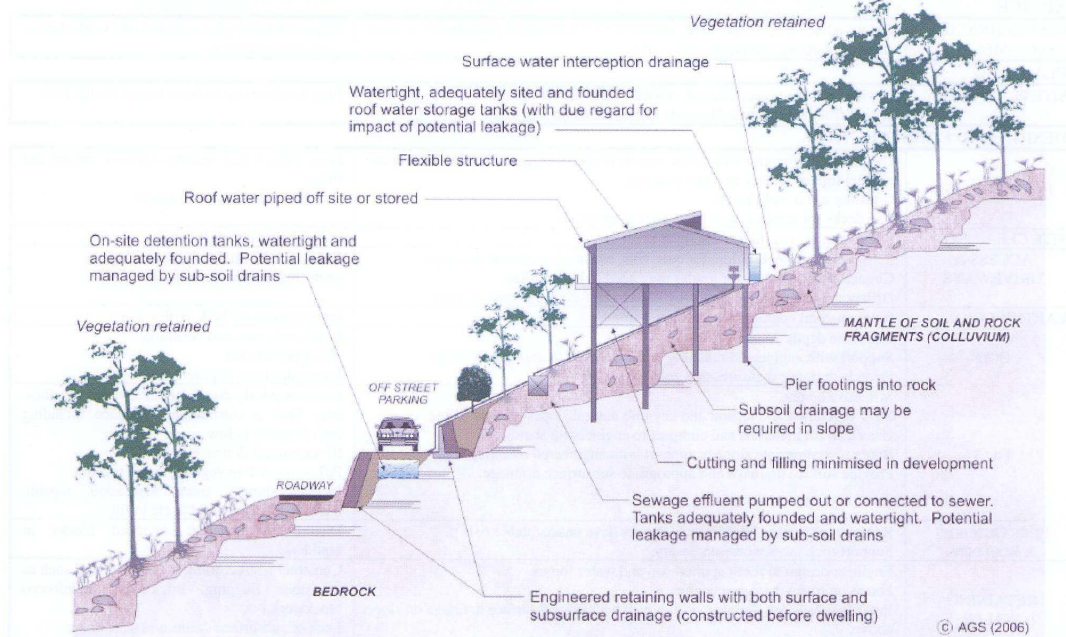 Vegetation retained
Surface water interception drainage
Watertight, adequately sited and founded
roof water storage tanks (with due regard for
impact of potential leakage)
Flexible structure
Roof water piped off site or stored
On-site detention tanks, watertight and
adequately founded. Potential leakage
managed by sub-soil drains
Vegetation retained
MANTLE OF SOIL AND ROCK
FRAGMENTS (COLLUVIUM)
OFF STREET
PARKING
Pier footings into rock
Subsoil drainage may be
required in slope
Cutting and filling minimised in development
ROADWAY
Sewage effluent pumped out or connected to sewer.
Tanks adequately founded and watertight. Potential
leakage managed by sub-soil drains
BEDROCK
Engineered retaining walls with both surface and
subsurface drainage (constructed before dwelling)
© AGS (2006)